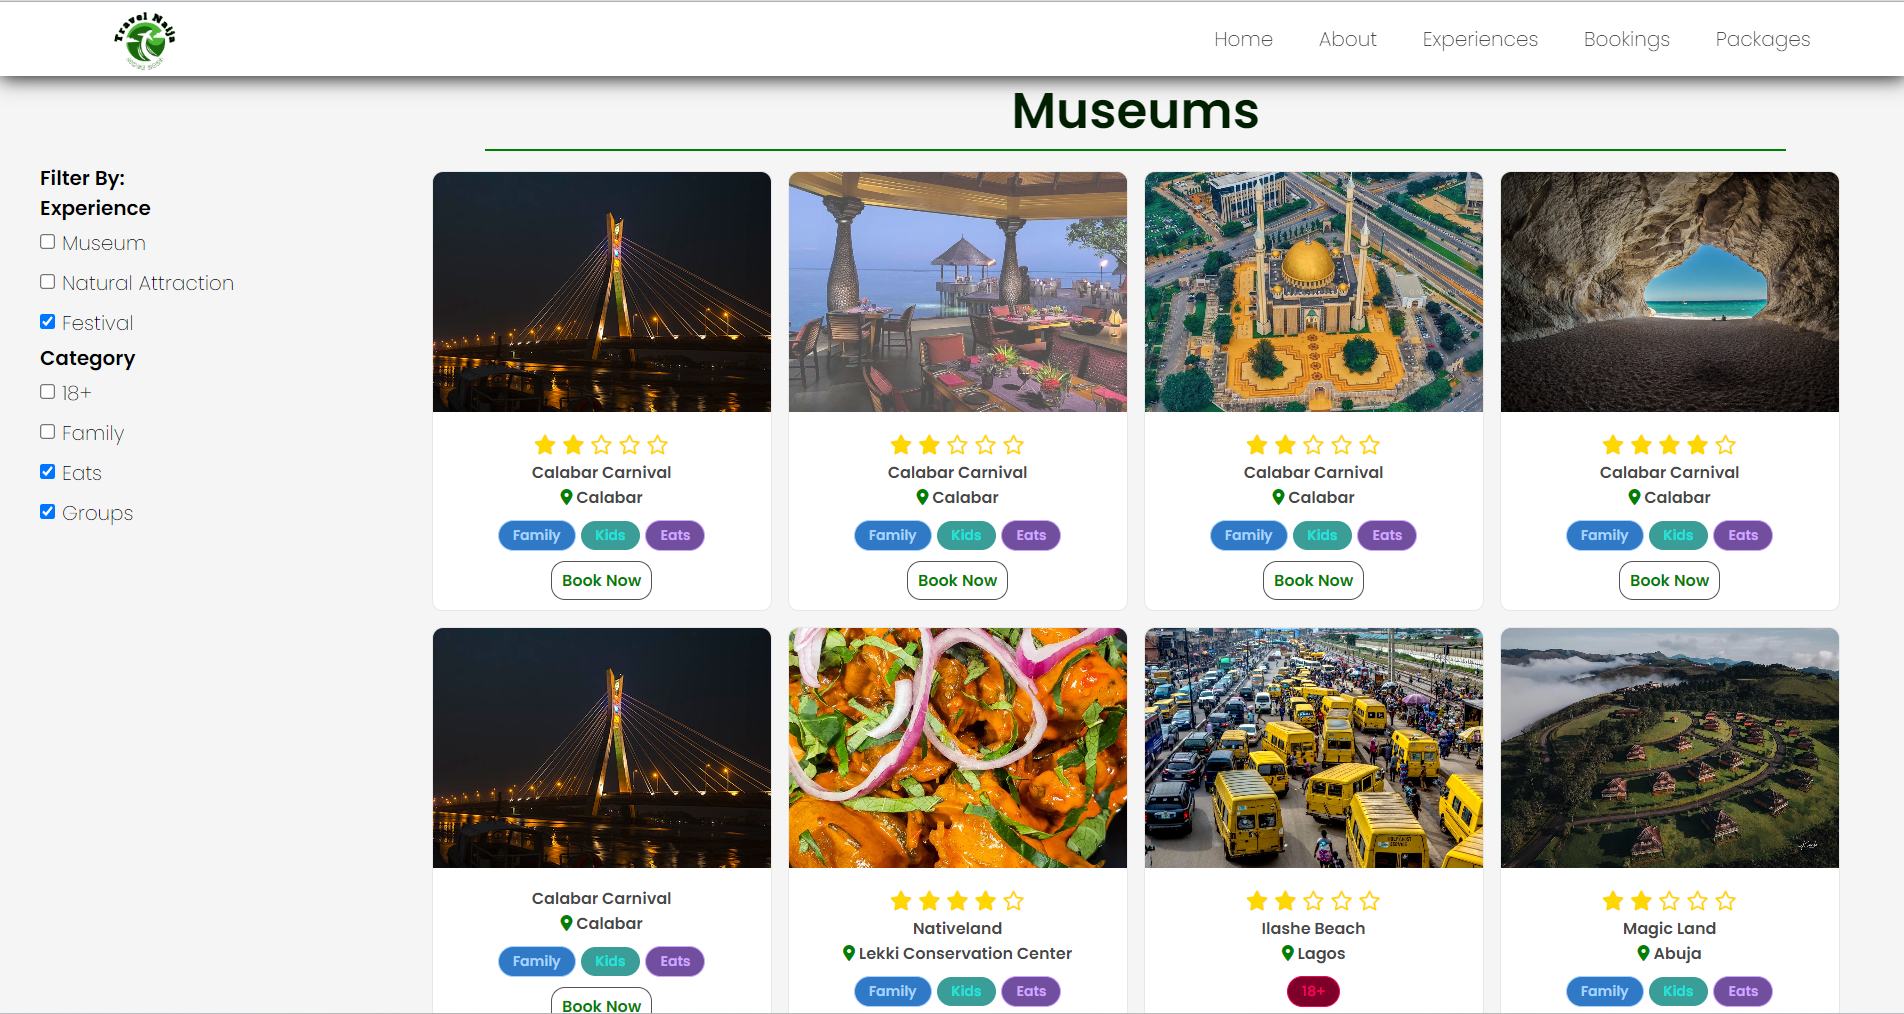 Travel Naija
Home
About
Experiences
Bookings
Packages
Museums
Filter By:
Experience
Museum
Natural Attraction
Festival
Category
18+
Family
Eats
Groups
Calabar Carnival
Calabar
Family Kids Eats
Book Now
Calabar Carnival
Calabar
Family Kids Eats
Book Now
Calabar Carnival
Calabar
Family Kids Eats
Book Now
Calabar Carnival
Calabar
Family Kids Eats
Book Now
Calabar Carnival
Calabar
Family Kids Eats
Book Now
Nativeland
Lekki Conservation Center
Family Kids Eats
Ilashe Beach
Lagos
18+
Magic Land
Abuja
Family Kids Eats